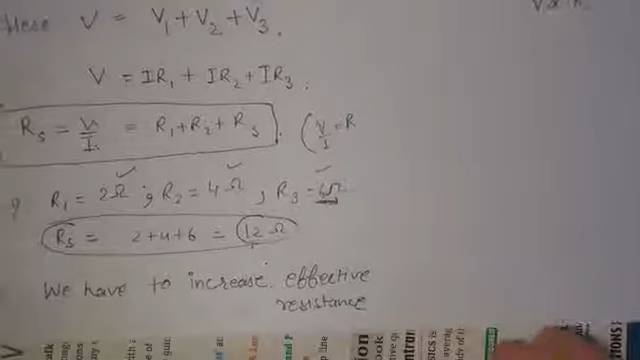 Here V = V1 + V2 + V3.
V = IR1 + IR2 + IR3.
Rs = V/I = R1 + R2 + R3. (V/I = R
R1 = 2Ω ; R2 = 4Ω , R3 = 6Ω
Rs = 2+4+6 = 12 Ω
We have to increase effective
resistance